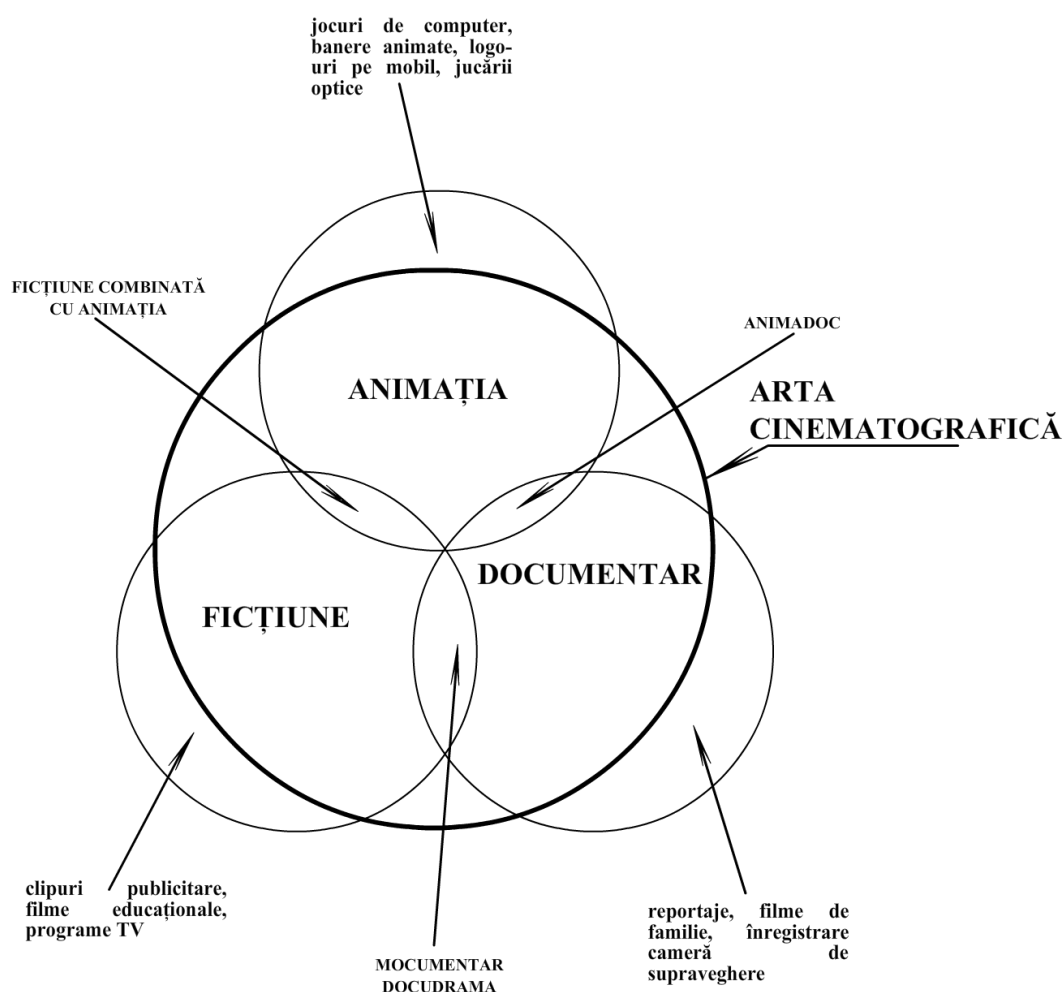 jocuri de computer,
banere animate, logo-
uri pe mobil, jucării
optice
FICȚIUNE COMBINATĂ
CU ANIMAȚIA
ANIMADOC
ANIMAȚIA
ARTA
CINEMATOGRAFICĂ
DOCUMENTAR
FICȚIUNE
clipuri publicitare,
filme educaționale,
programe TV
reportaje, filme de
familie, înregistrare
cameră de
supraveghere
MOCUMENTAR
DOCUDRAMA